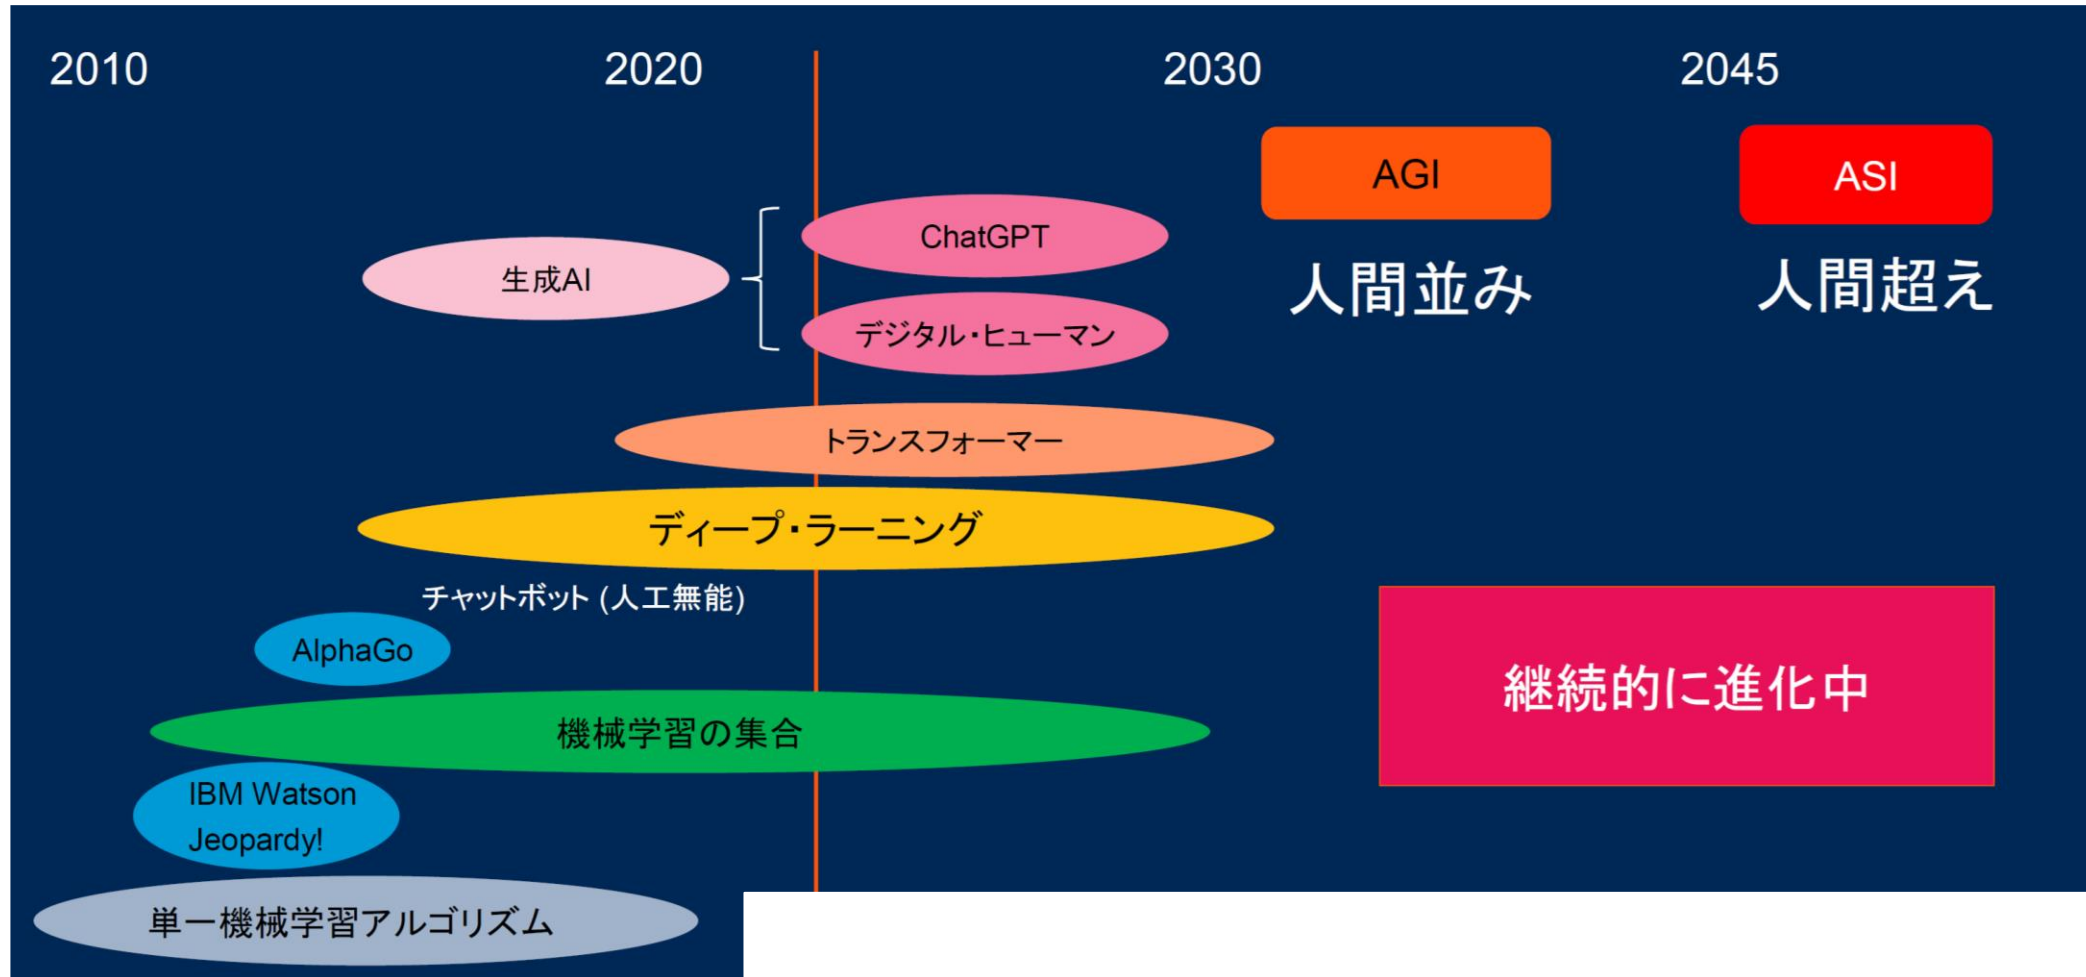 2010
2020
2030
2045
AGI
ASI
ChatGPT
生成AI
人間並み
人間超え
デジタル・ヒューマン
トランスフォーマー
ディープ・ラーニング
チャットボット (人工無能)
AlphaGo
継続的に進化中
機械学習の集合
IBM Watson
Jeopardy!
単一機械学習アルゴリズム